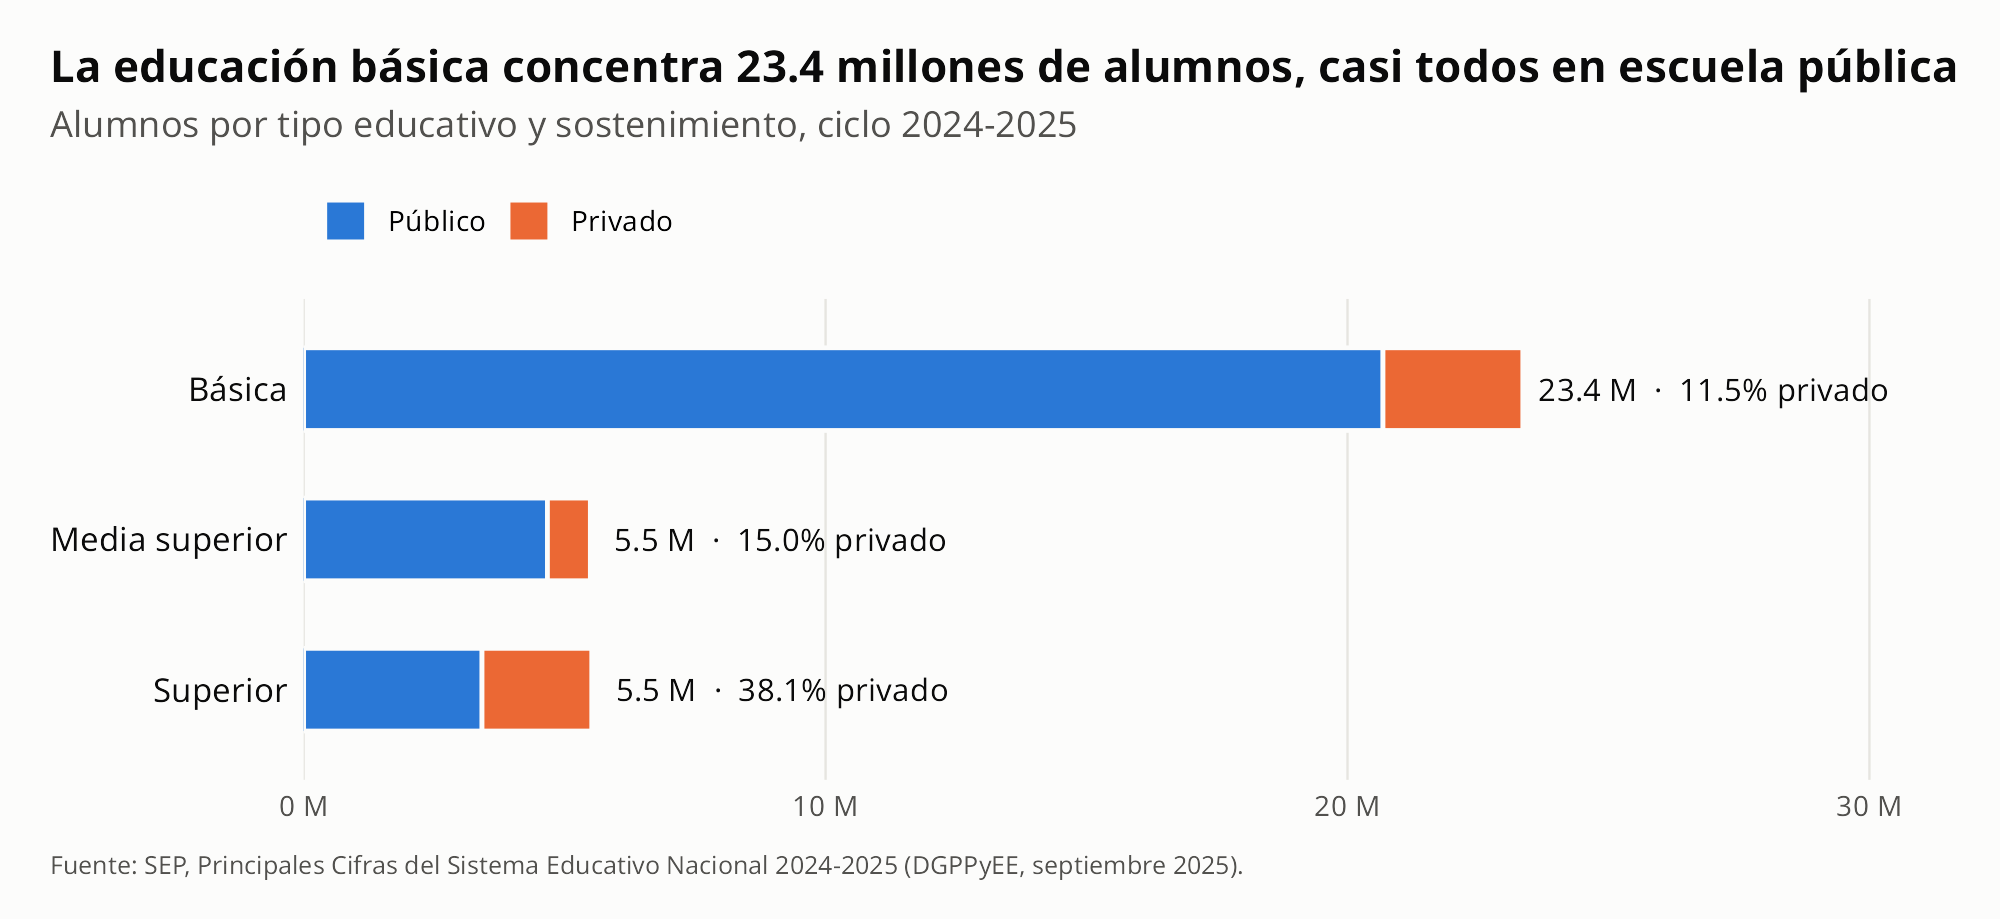 La educación básica concentra 23.4 millones de alumnos, casi todos en escuela pública
Alumnos por tipo educativo y sostenimiento, ciclo 2024-2025
Público Privado
Básica 23.4 M · 11.5% privado
Media superior 5.5 M · 15.0% privado
Superior 5.5 M · 38.1% privado
0 M 10 M 20 M 30 M
Fuente: SEP, Principales Cifras del Sistema Educativo Nacional 2024-2025 (DGPPyEE, septiembre 2025).